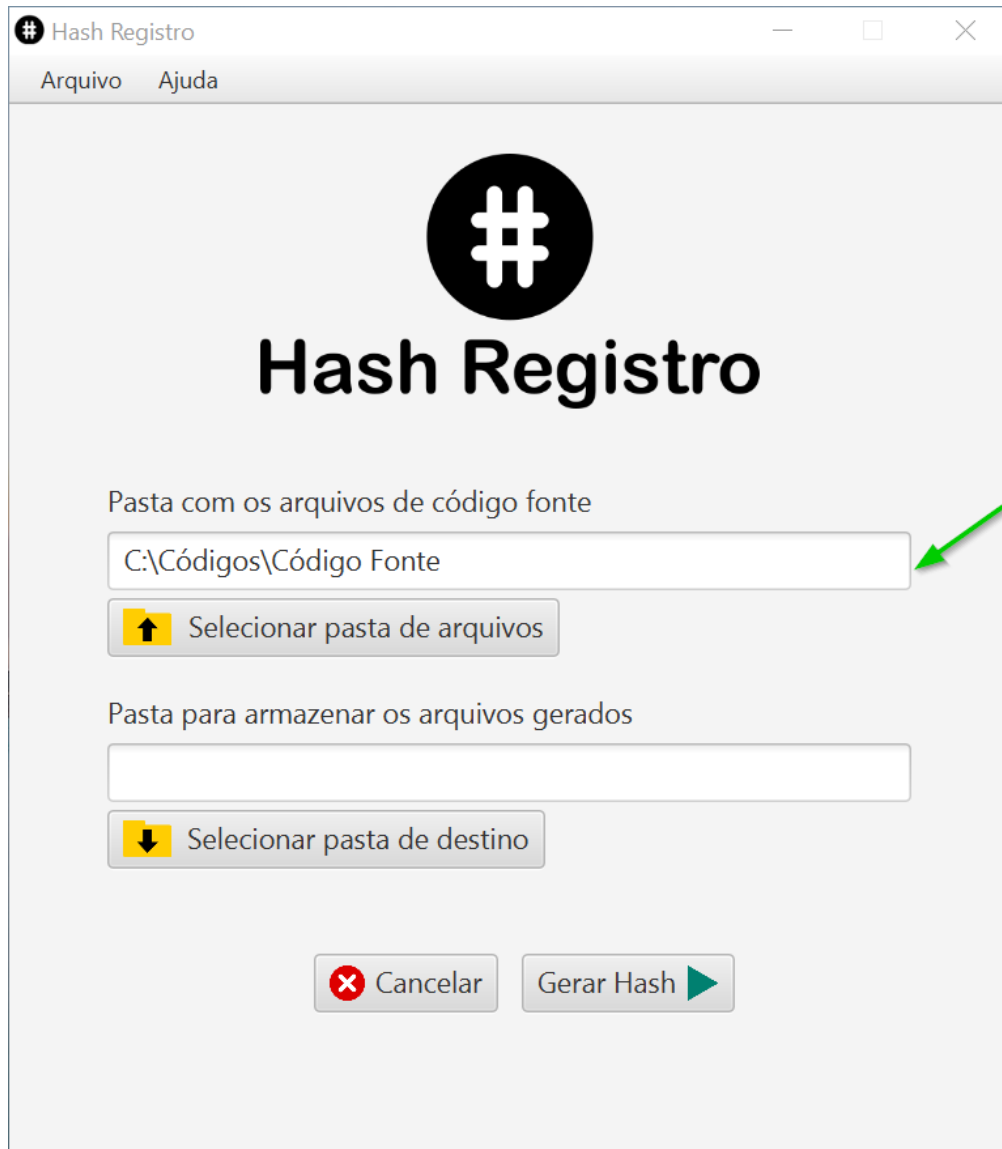 Hash Registro
Arquivo Ajuda
#
Hash Registro
Pasta com os arquivos de código fonte
C:\Códigos\Código Fonte
Selecionar pasta de arquivos
Pasta para armazenar os arquivos gerados
Selecionar pasta de destino
Cancelar Gerar Hash